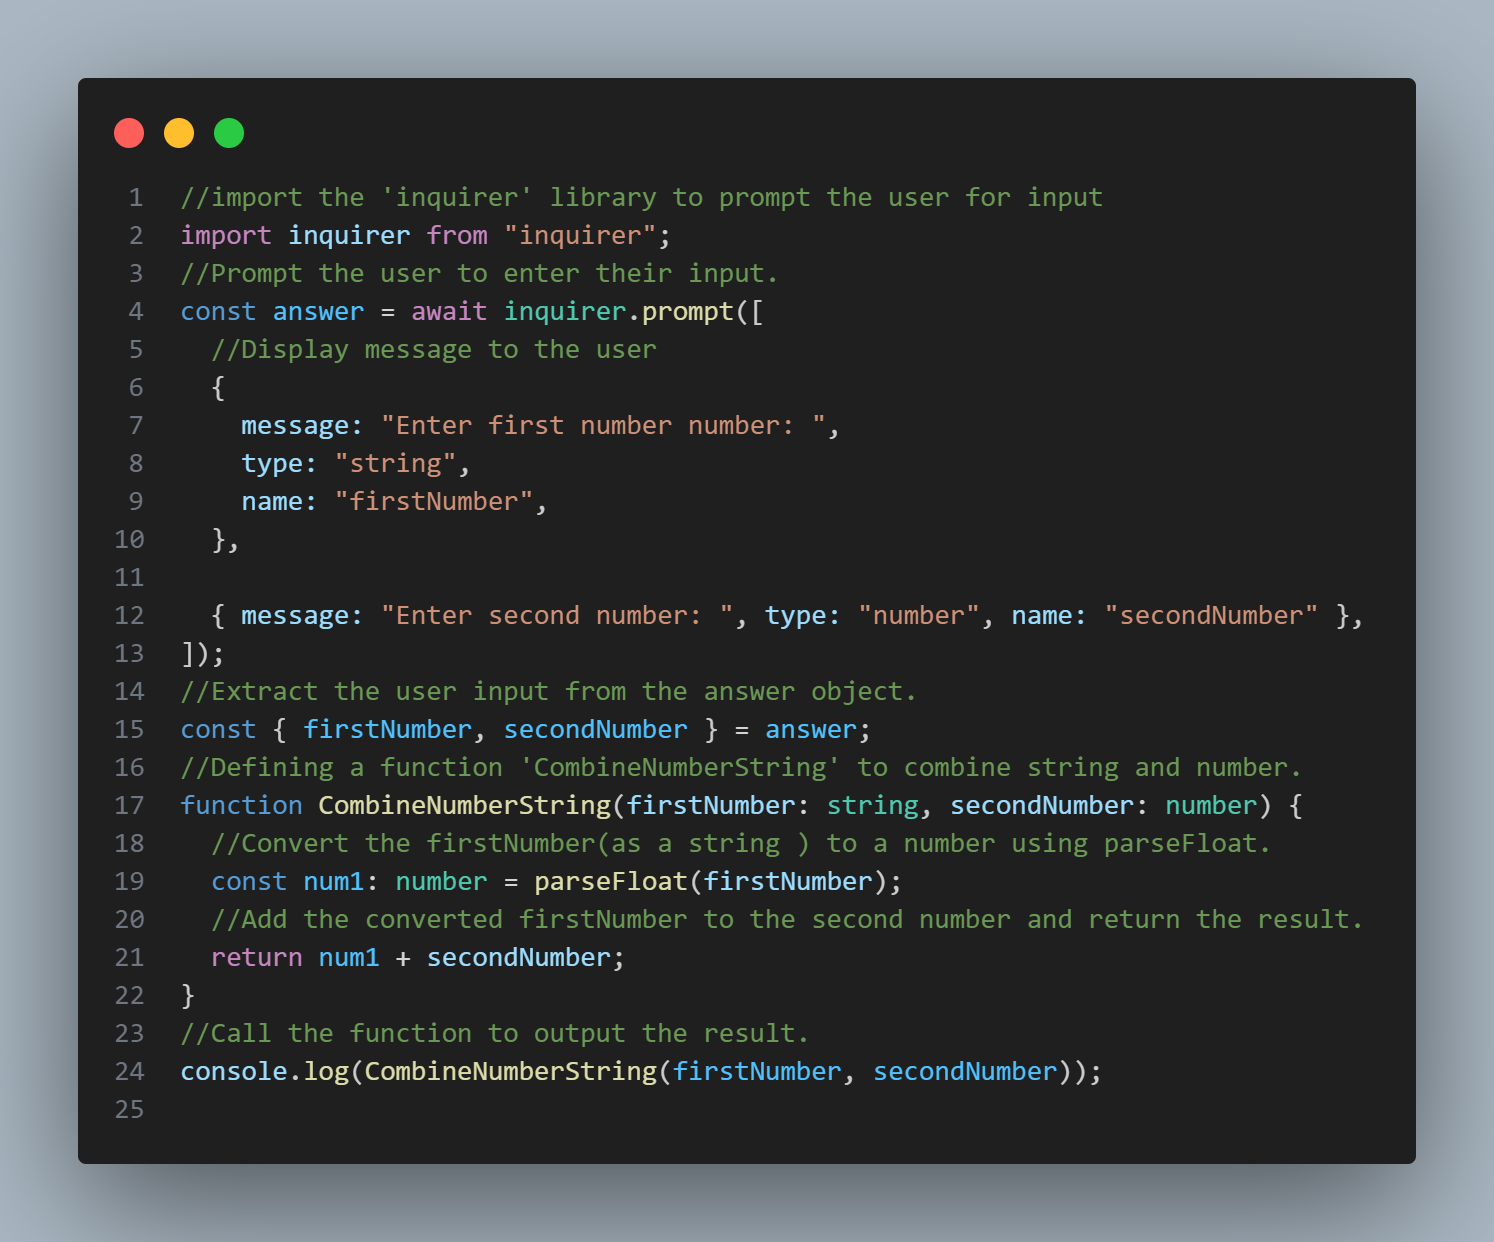 1 //import the 'inquirer' library to prompt the user for input
2 import inquirer from "inquirer";
3 //Prompt the user to enter their input.
4 const answer = await inquirer.prompt([
5   //Display message to the user
6   {
7     message: "Enter first number number: ",
8     type: "string",
9     name: "firstNumber",
10   },
11
12   { message: "Enter second number: ", type: "number", name: "secondNumber" },
13 ]);
14 //Extract the user input from the answer object.
15 const { firstNumber, secondNumber } = answer;
16 //Defining a function 'CombineNumberString' to combine string and number.
17 function CombineNumberString(firstNumber: string, secondNumber: number) {
18   //Convert the firstNumber(as a string ) to a number using parseFloat.
19   const num1: number = parseFloat(firstNumber);
20   //Add the converted firstNumber to the second number and return the result.
21   return num1 + secondNumber;
22 }
23 //Call the function to output the result.
24 console.log(CombineNumberString(firstNumber, secondNumber));
25